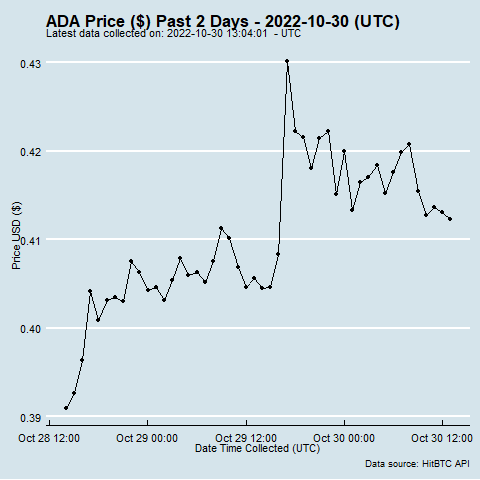 ADA Price ($) Past 2 Days - 2022-10-30 (UTC)
Latest data collected on: 2022-10-30 13:04:01 - UTC
0.43
0.42
0.41
0.40
0.39
Price USD ($)
Oct 28 12:00 Oct 29 00:00 Oct 29 12:00 Oct 30 00:00 Oct 30 12:00
Date Time Collected (UTC)
Data source: HitBTC API